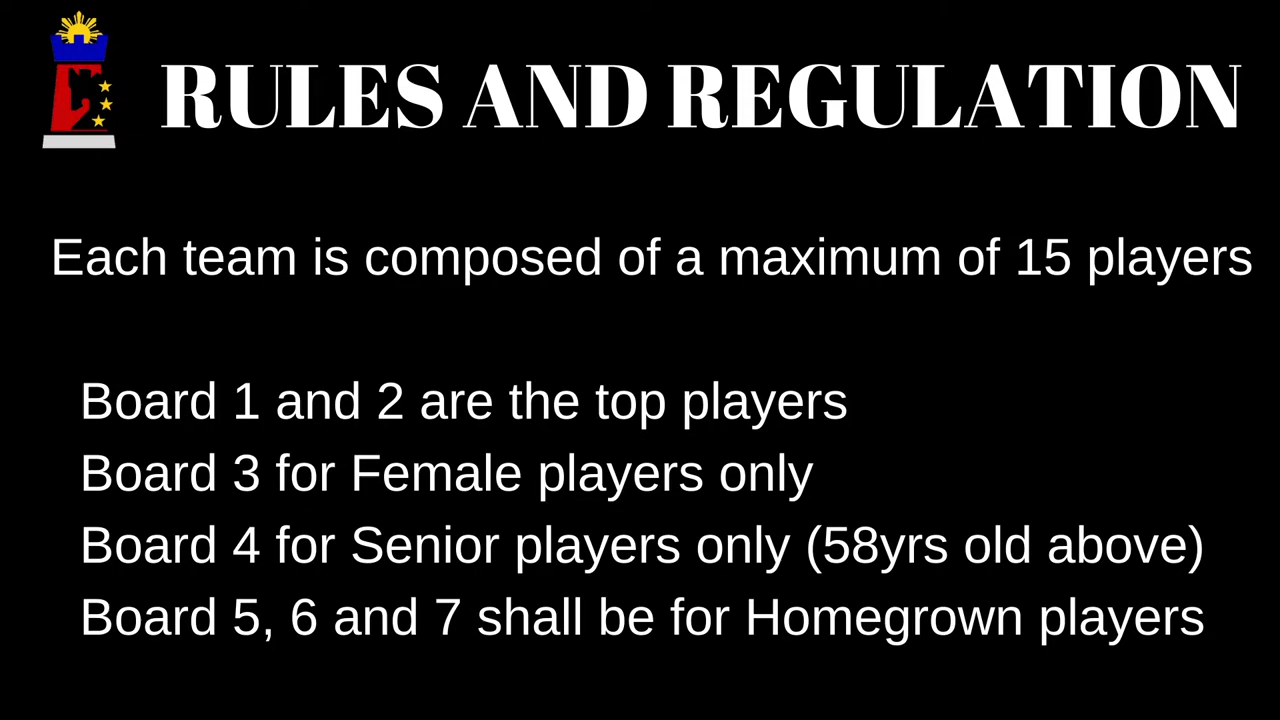 RULES AND REGULATION
Each team is composed of a maximum of 15 players
Board 1 and 2 are the top players
Board 3 for Female players only
Board 4 for Senior players only (58yrs old above)
Board 5, 6 and 7 shall be for Homegrown players